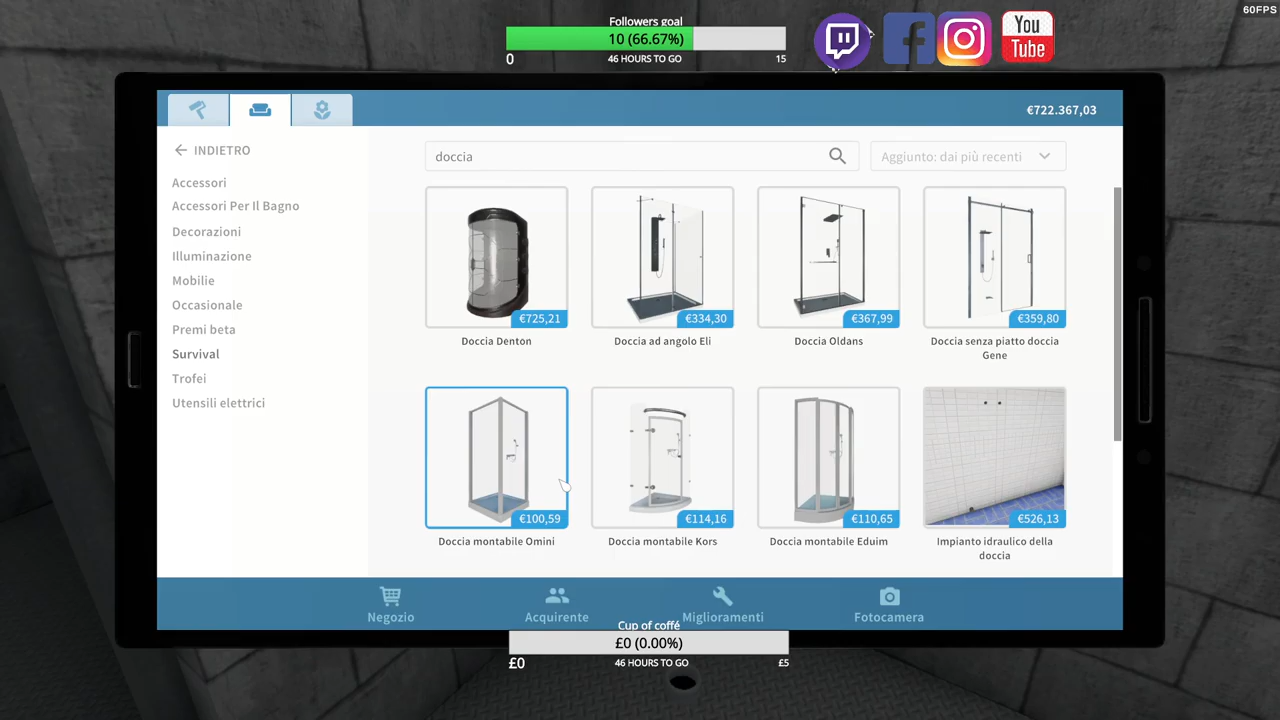 60FPS
Followers goal
10 (66.67%)
0
46 HOURS TO GO
15
You
Tube
€722.367,03
INDIETRO
doccia
Aggiunto: dai più recenti
Accessori
Accessori Per Il Bagno
Decorazioni
Illuminazione
Mobilie
Occasionale
Premi beta
Survival
Trofei
Utensili elettrici
€725,21
€334,30
€367,99
€359,80
Doccia Denton
Doccia ad angolo Eli
Doccia Oldans
Doccia senza piatto doccia
Gene
€100,59
€114,16
€110,65
€526,13
Doccia montabile Omini
Doccia montabile Kors
Doccia montabile Eduim
Impianto idraulico della
doccia
Negozio
Acquirente
Miglioramenti
Fotocamera
Cup of coffé
£0 (0.00%)
£0
46 HOURS TO GO
£5